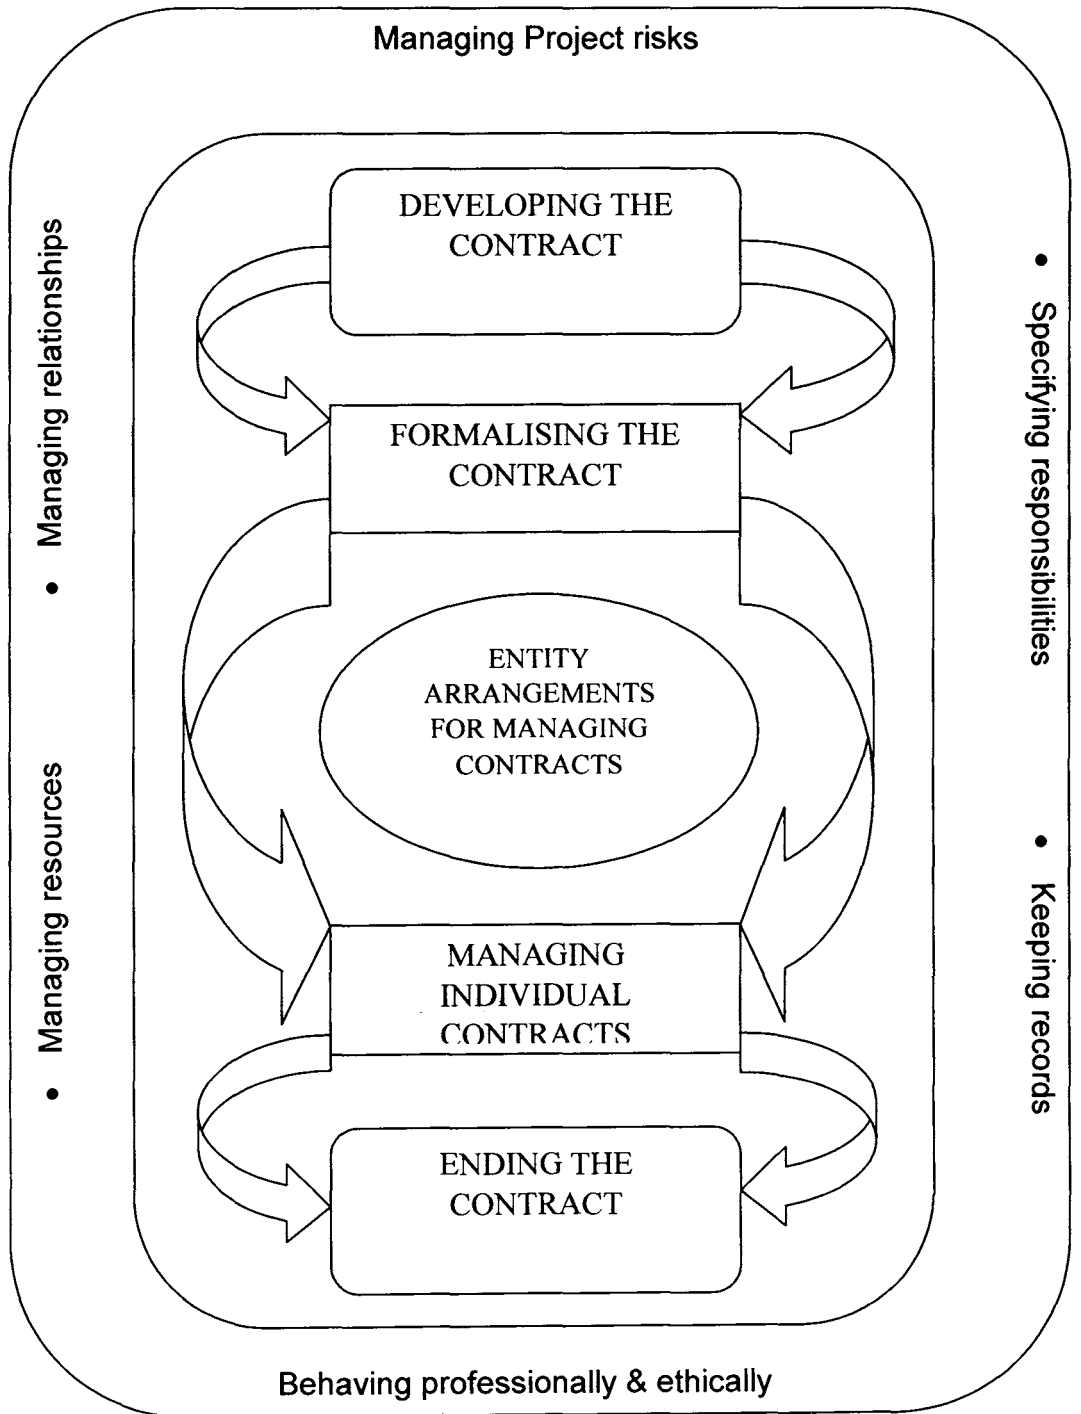 Managing Project risks
DEVELOPING THE
CONTRACT
• Managing relationships
• Specifying responsibilities
FORMALISING THE
CONTRACT
ENTITY
ARRANGEMENTS
FOR MANAGING
CONTRACTS
• Managing resources
• Keeping records
MANAGING
INDIVIDUAL
CONTRACTS
ENDING THE
CONTRACT
Behaving professionally & ethically